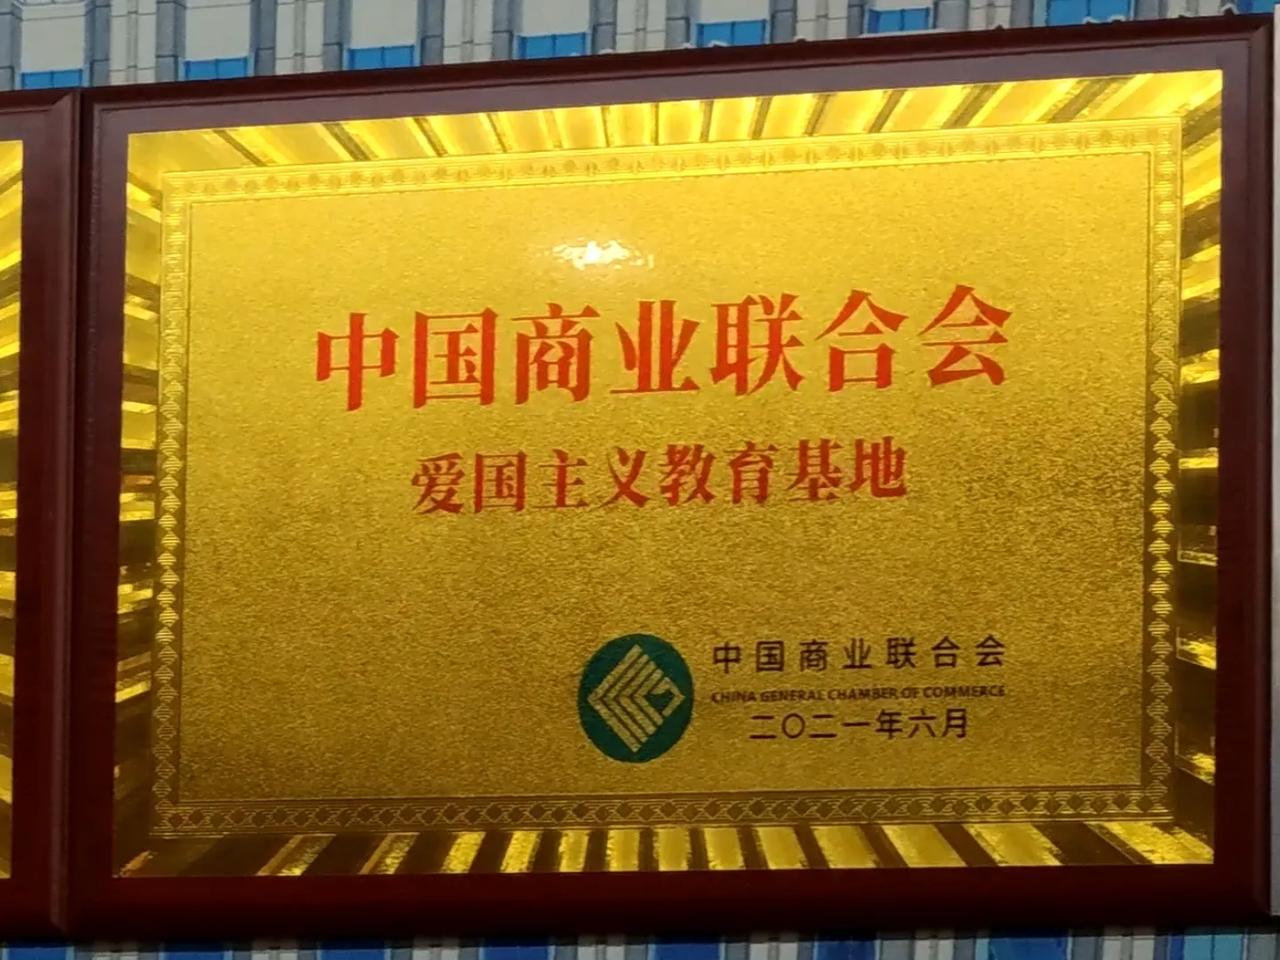 中国商业联合会
爱国主义教育基地
中国商业联合会
CHINA GENERAL CHAMBER OF COMMERCE
二〇二一年六月